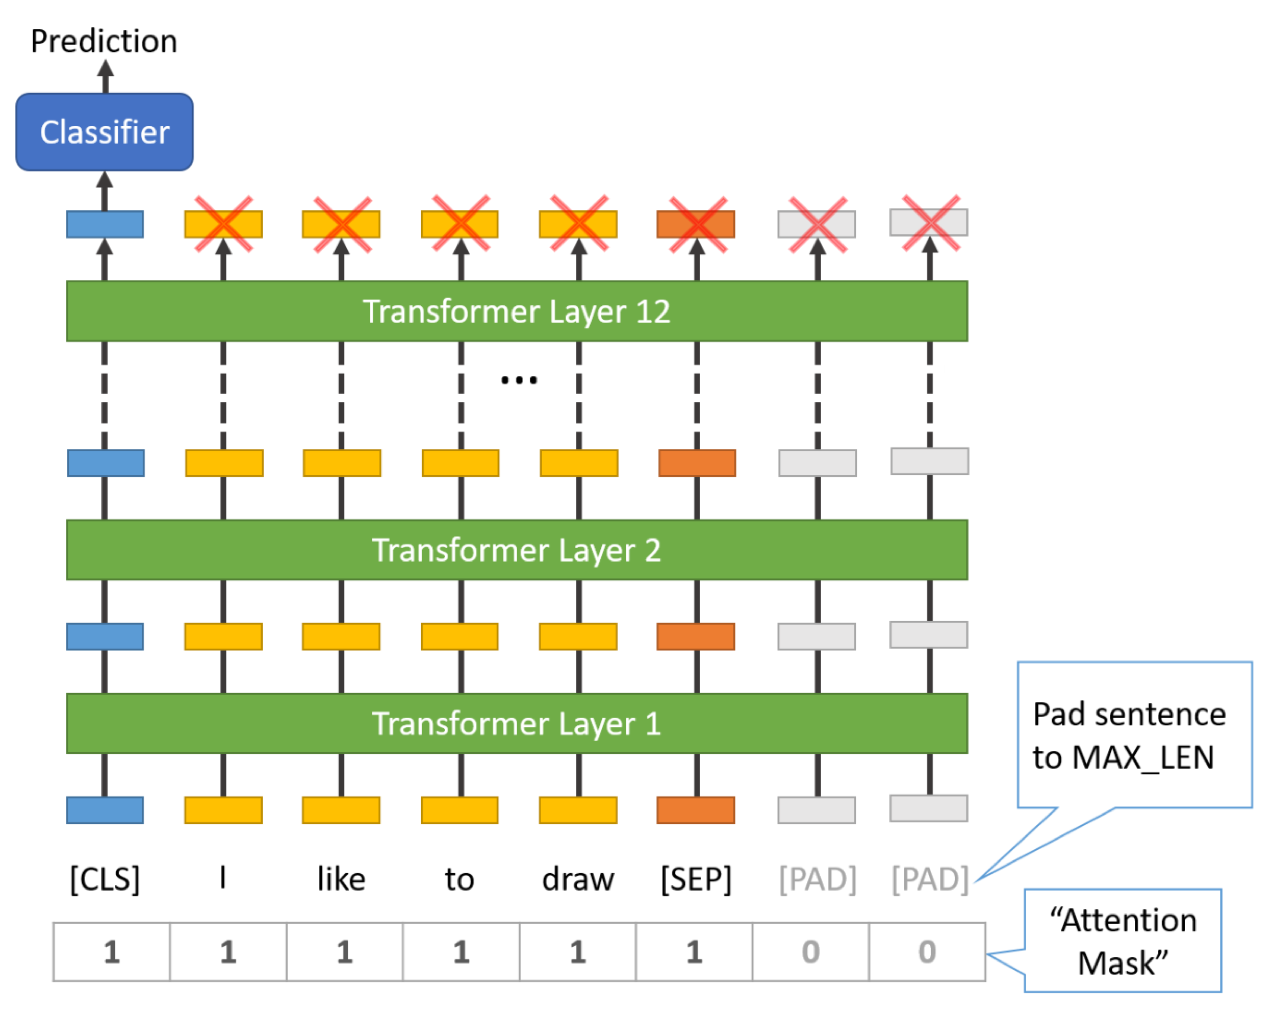 Prediction
Classifier
Transformer Layer 12
...
Transformer Layer 2
Transformer Layer 1
Pad sentence
to MAX_LEN
[CLS] I like to draw [SEP] [PAD] [PAD]
1 1 1 1 1 1 0 0
“Attention
Mask”